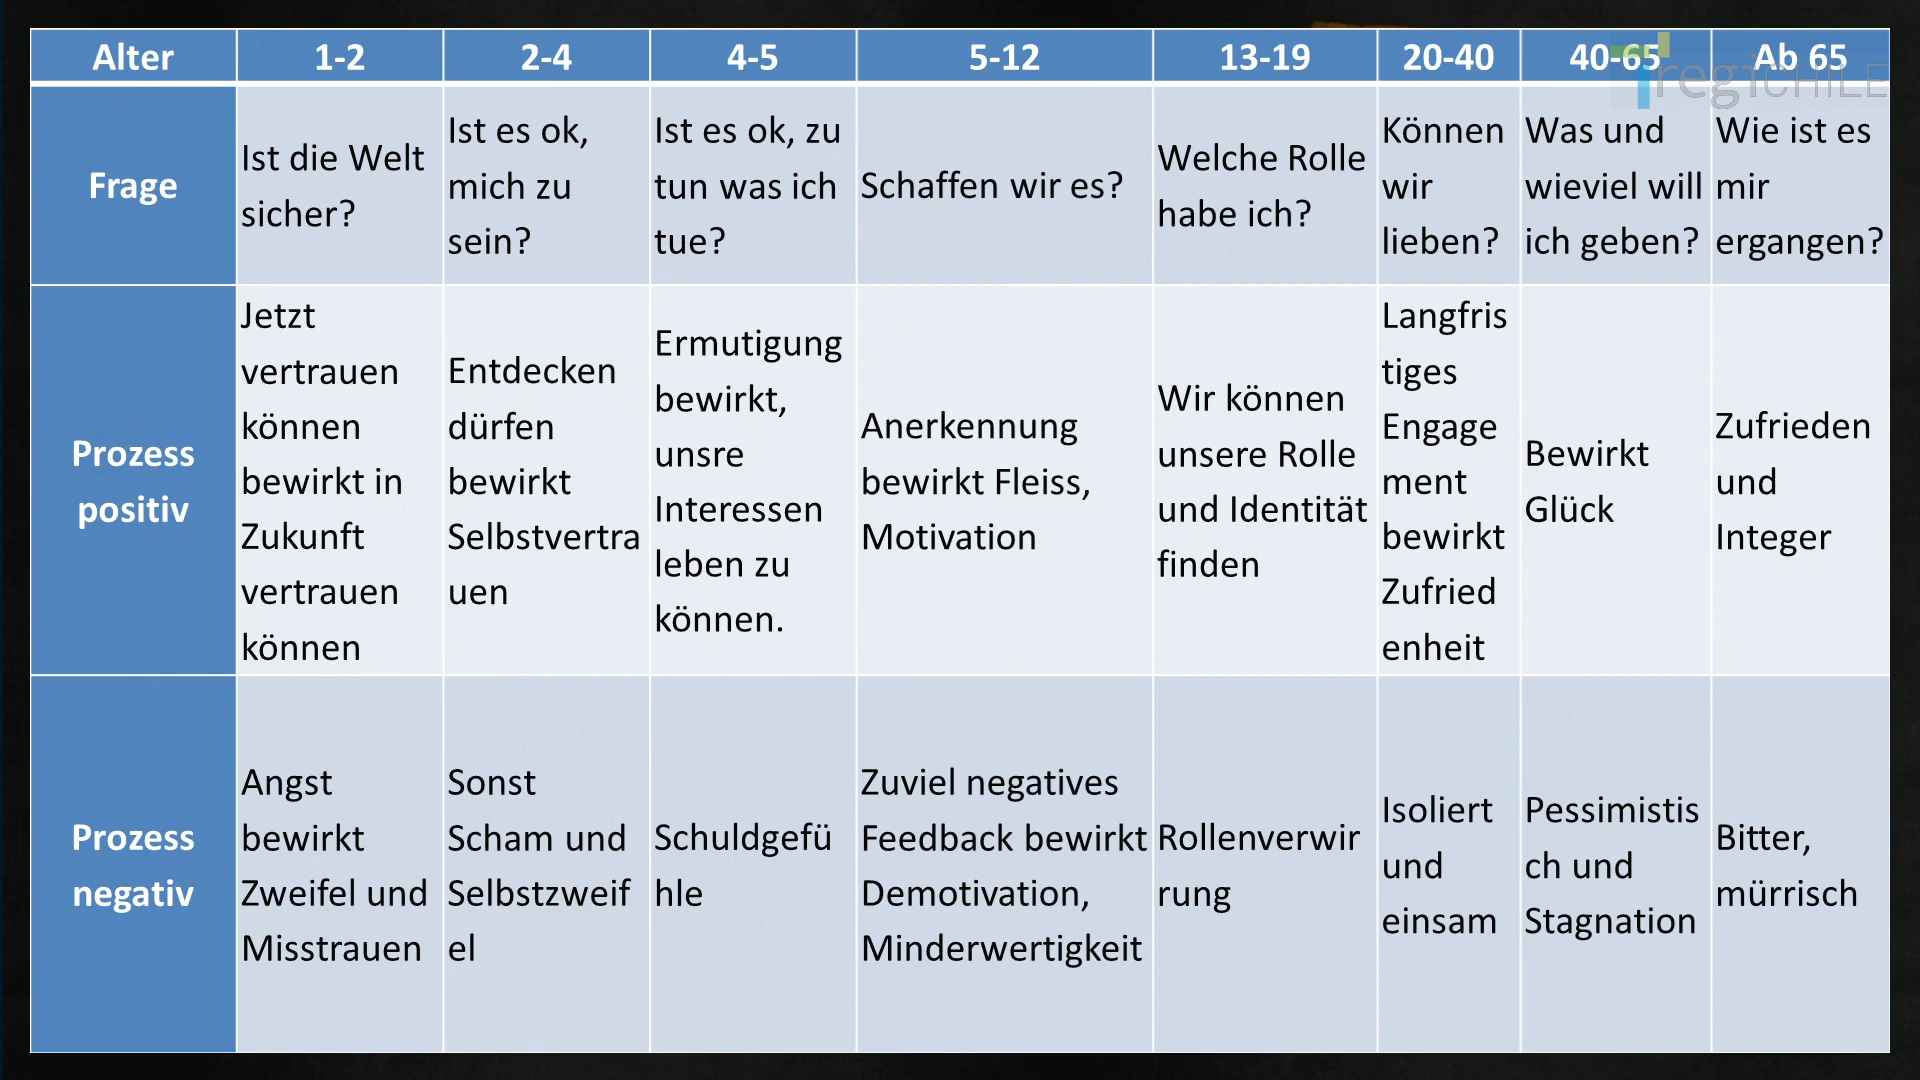 Alter 1-2 2-4 4-5 5-12 13-19 20-40 40-65 Ab 65
regiCHILE
Frage
Ist die Welt
sicher?
Ist es ok,
mich zu
sein?
Ist es ok, zu
tun was ich
tue?
Schaffen wir es?
Welche Rolle
habe ich?
Können
wir
lieben?
Was und
wieviel will
ich geben?
Wie ist es
mir
ergangen?
Prozess
positiv
Jetzt
vertrauen
können
bewirkt in
Zukunft
vertrauen
können
Entdecken
dürfen
bewirkt
Selbstvertra
uen
Ermutigung
bewirkt,
unsre
Interessen
leben zu
können.
Anerkennung
bewirkt Fleiss,
Motivation
Wir können
unsere Rolle
und Identität
finden
Langfris
tiges
Engage
ment
bewirkt
Zufried
enheit
Bewirkt
Glück
Zufrieden
und
Integer
Prozess
negativ
Angst
bewirkt
Zweifel und
Misstrauen
Sonst
Scham und
Selbstzweif
el
Schuldgefü
hle
Zuviel negatives
Feedback bewirkt
Demotivation,
Minderwertigkeit
Rollenverwir
rung
Isoliert
und
einsam
Pessimistis
ch und
Stagnation
Bitter,
mürrisch